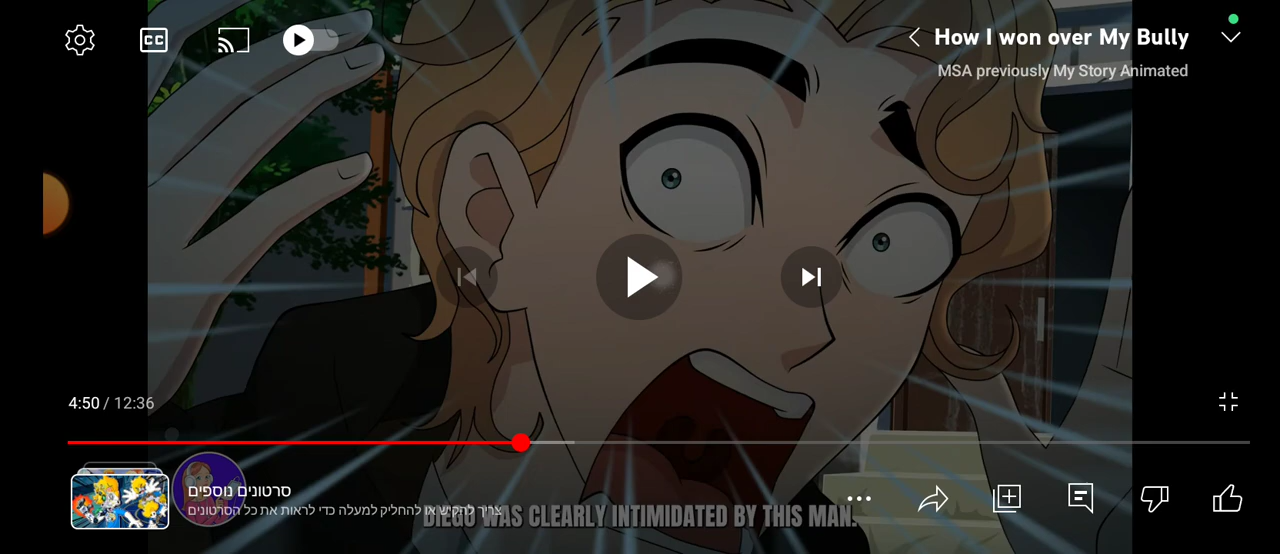 CC
How I won over My Bully
MSA previously My Story Animated
4:50 / 12:36
סרטונים נוספים
צריך להקיש או להחליק למעלה כדי לראות את כל הסרטונים
DIEGO WAS CLEARLY INTIMIDATED BY THIS MAN.